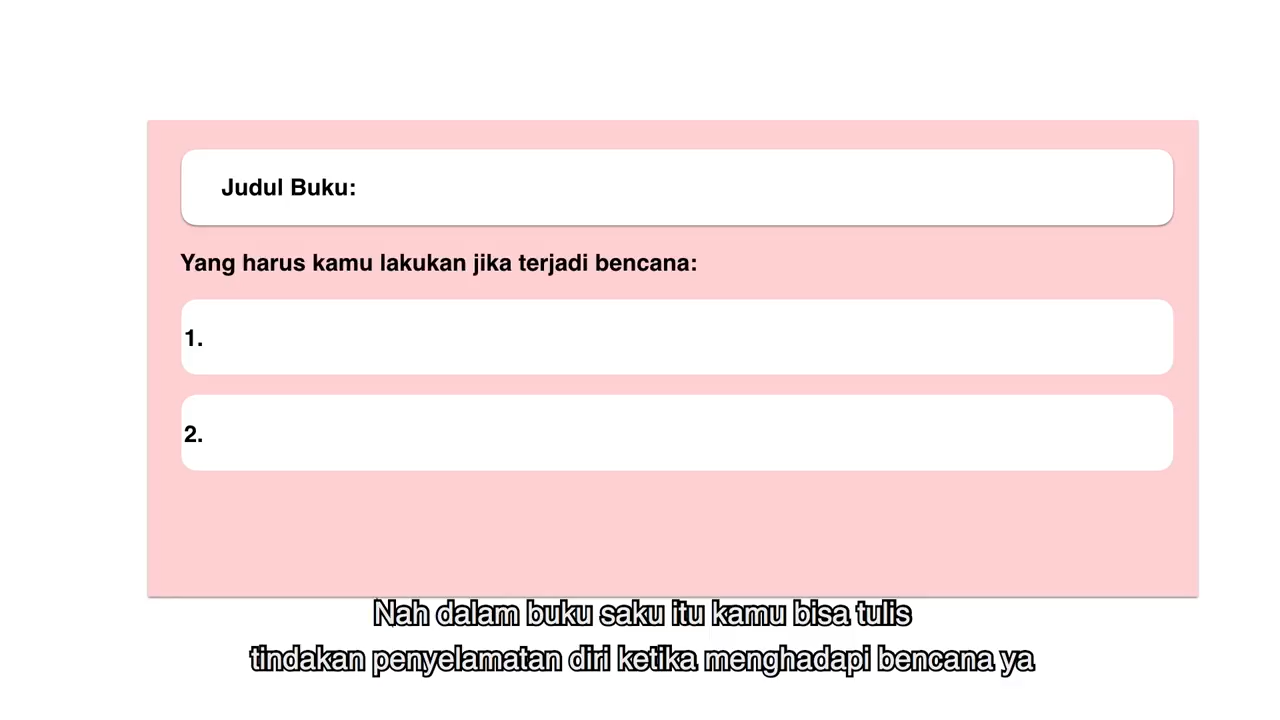 Judul Buku:
Yang harus kamu lakukan jika terjadi bencana:
1.
2.
Nah dalam buku saku itu kamu bisa tulis
tindakan penyelamatan diri ketika menghadapi bencana ya